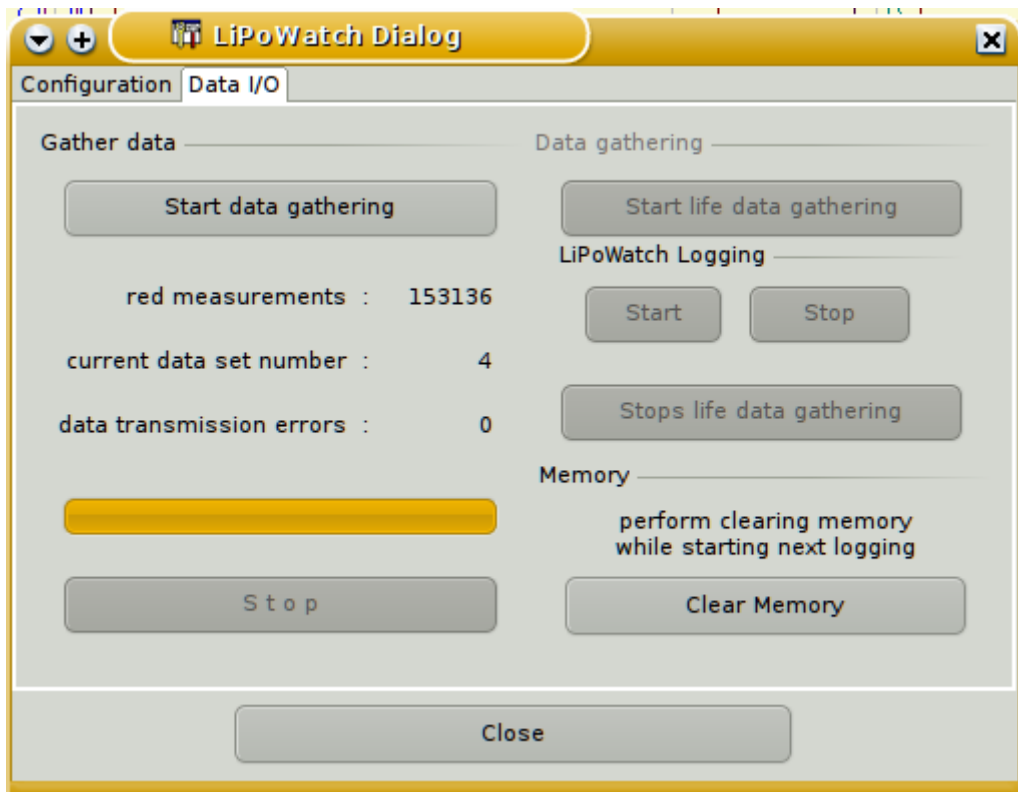 LiPoWatch Dialog
Configuration Data I/O
Gather data
Start data gathering
red measurements : 153136
current data set number : 4
data transmission errors : 0
S t o p
Data gathering
Start life data gathering
LiPoWatch Logging
Start Stop
Stops life data gathering
Memory
perform clearing memory
while starting next logging
Clear Memory
Close